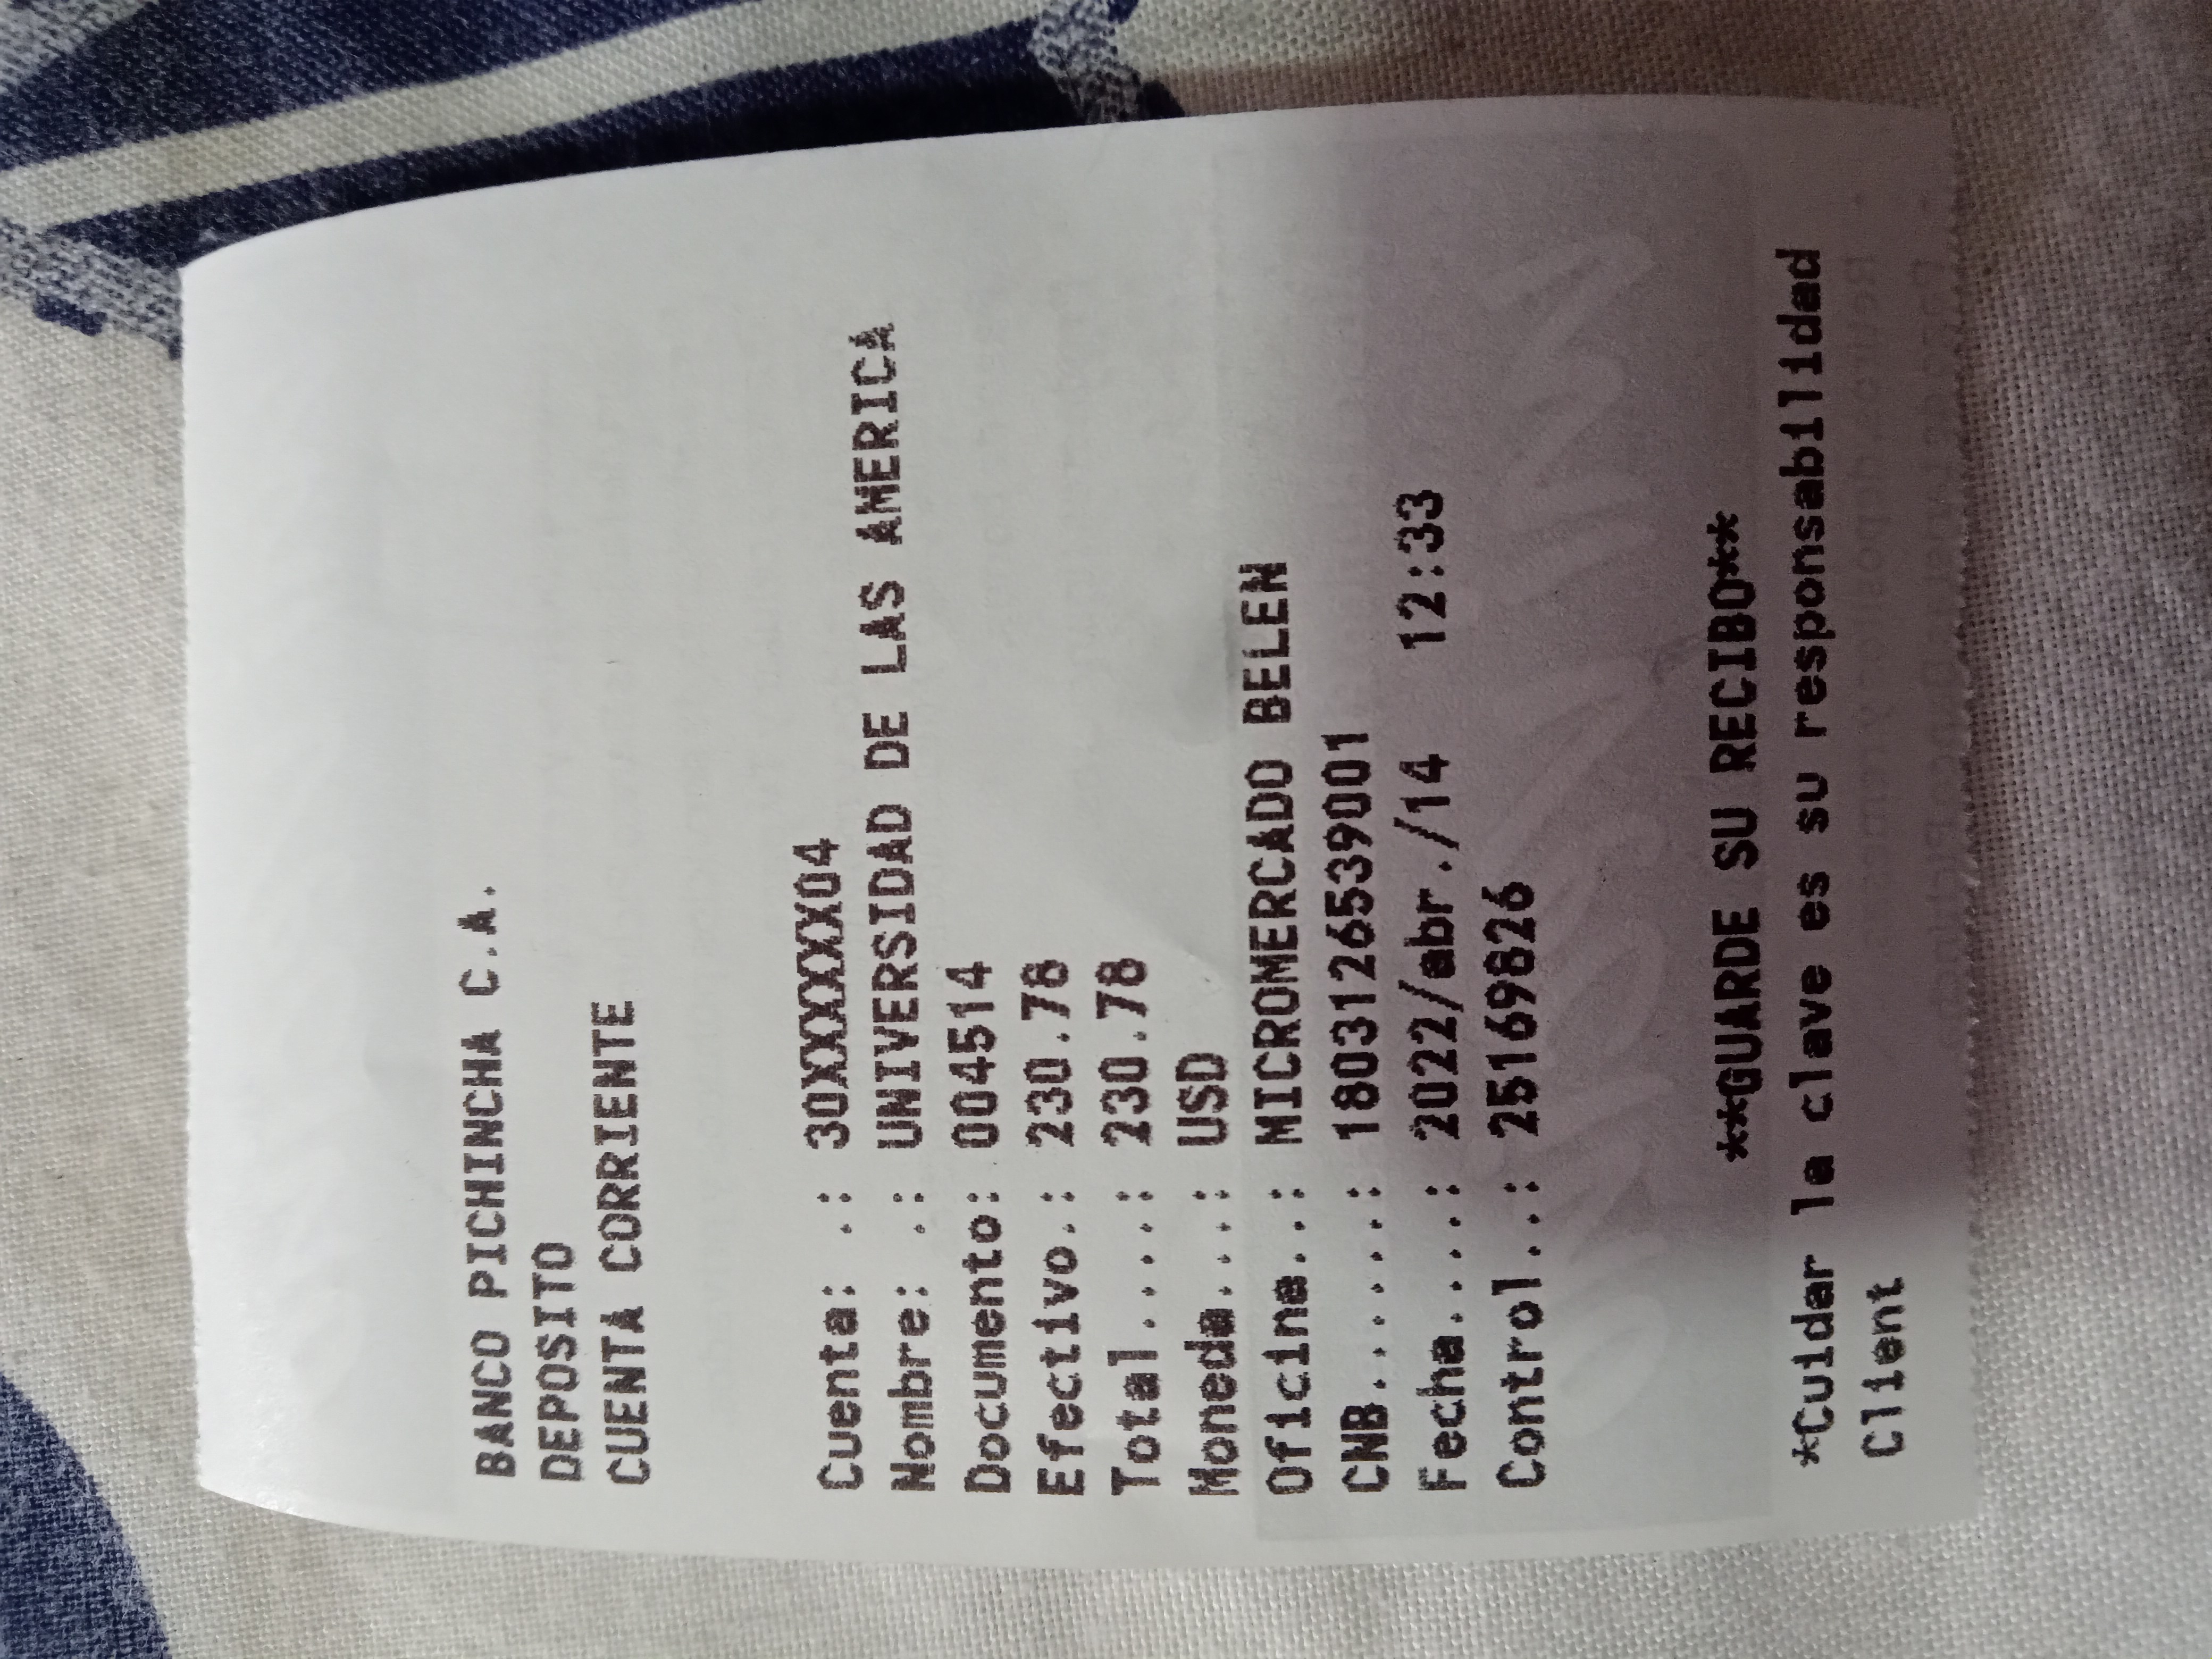 BANCO PICHINCHA C.A.
DEPOSITO
CUENTA CORRIENTE
Cuenta: .: 30XXXXXX04
Nombre: .: UNIVERSIDAD DE LAS AMERICA
Documento: 004514
Efectivo.: 230.78
Total....: 230.78
Moneda...: USD
Oficina..: MICROMERCADO BELEN
CNB......: 1803126539001
Fecha....: 2022/abr./14 12:33
Control..: 25169826
**GUARDE SU RECIBO**
*Cuidar la clave es su responsabilidad
Client